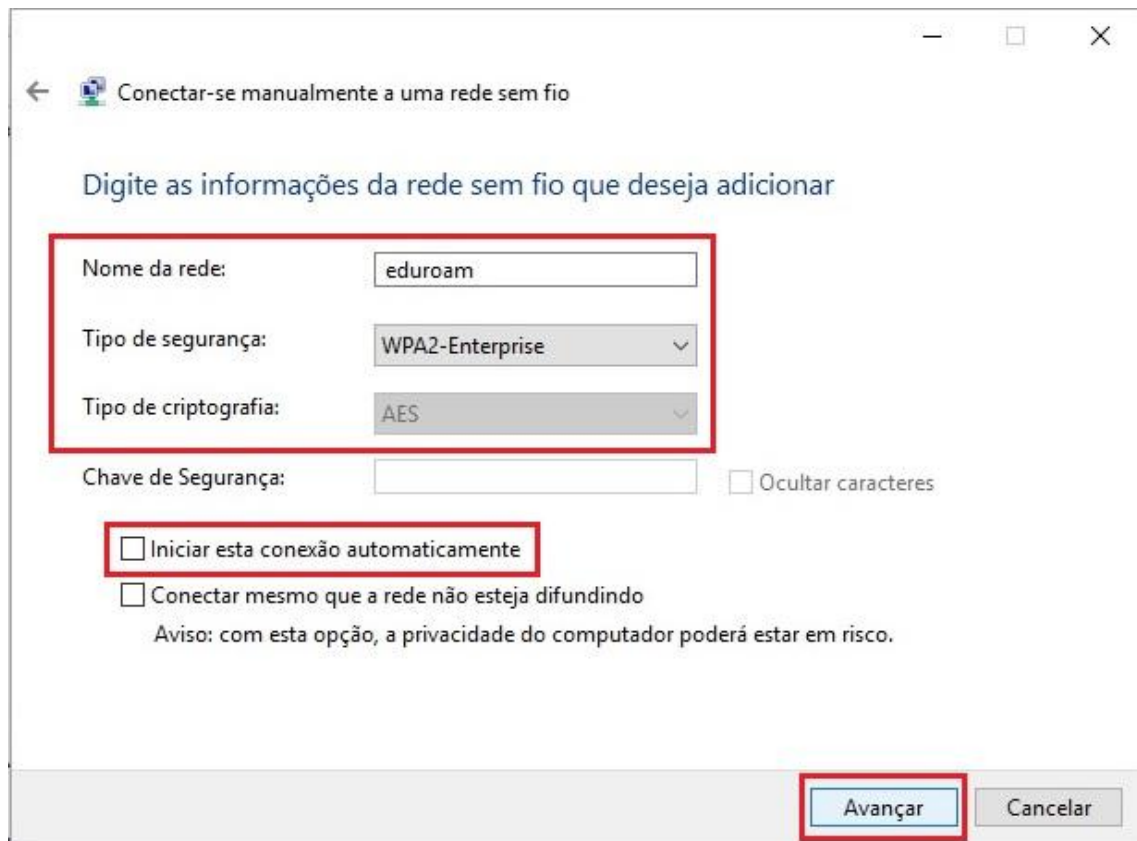 Conectar-se manualmente a uma rede sem fio
Digite as informações da rede sem fio que deseja adicionar
Nome da rede: eduroam
Tipo de segurança: WPA2-Enterprise
Tipo de criptografia: AES
Chave de Segurança: Ocultar caracteres
Iniciar esta conexão automaticamente
Conectar mesmo que a rede não esteja difundindo
Aviso: com esta opção, a privacidade do computador poderá estar em risco.
Avançar Cancelar